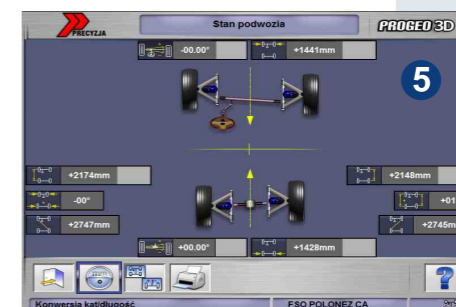 PRECYZJA
Stan podwozia
PROGEO 3D
-00.00°
+1441mm
5
+2174mm
+2148mm
-00°
+01
+2747mm
+2745m
+00.00°
+1428mm
?
Konwersja kąt/długość
FSO POLONEZ CA